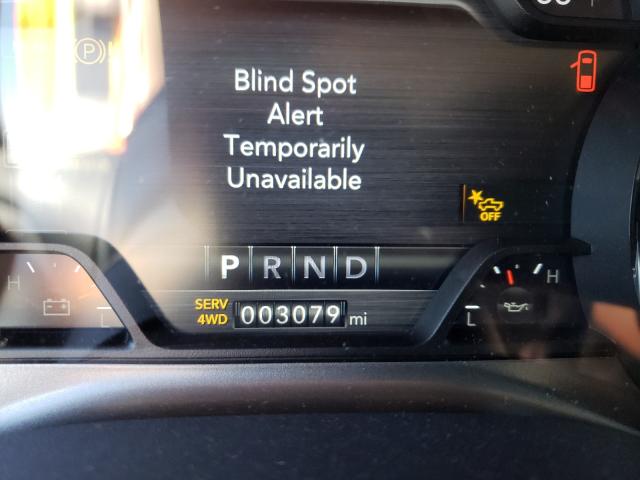 Blind Spot
Alert
Temporarily
Unavailable
OFF
P R N D
H
H
SERV
4WD
003079 mi
L
L